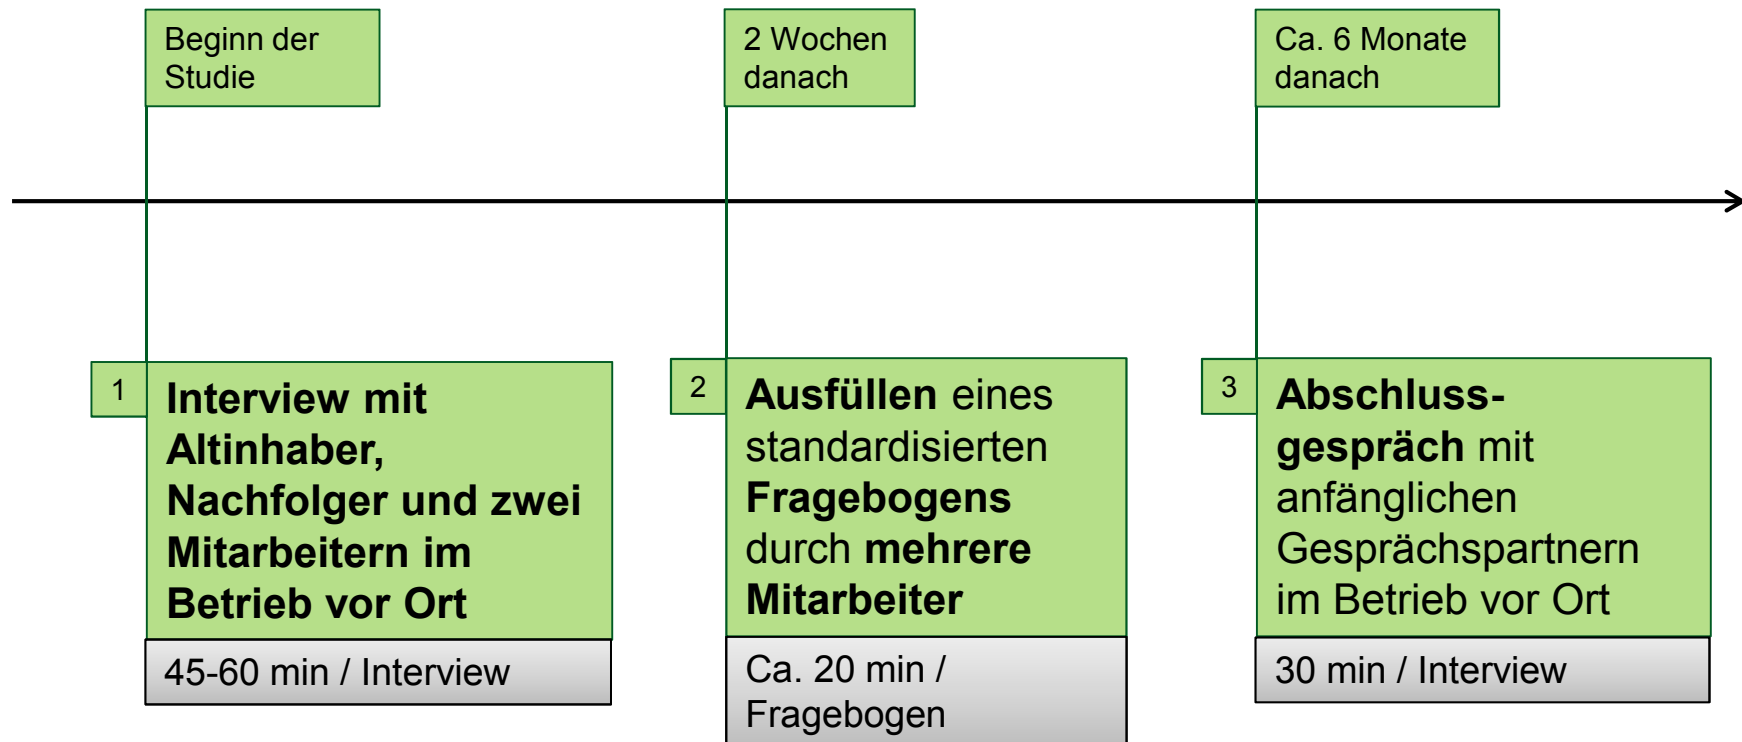 Beginn der
Studie
2 Wochen
danach
Ca. 6 Monate
danach
1
Interview mit
Altinhaber,
Nachfolger und zwei
Mitarbeitern im
Betrieb vor Ort
45-60 min / Interview
2
Ausfüllen eines
standardisierten
Fragebogens
durch mehrere
Mitarbeiter
Ca. 20 min /
Fragebogen
3
Abschluss-
gespräch mit
anfänglichen
Gesprächspartnern
im Betrieb vor Ort
30 min / Interview